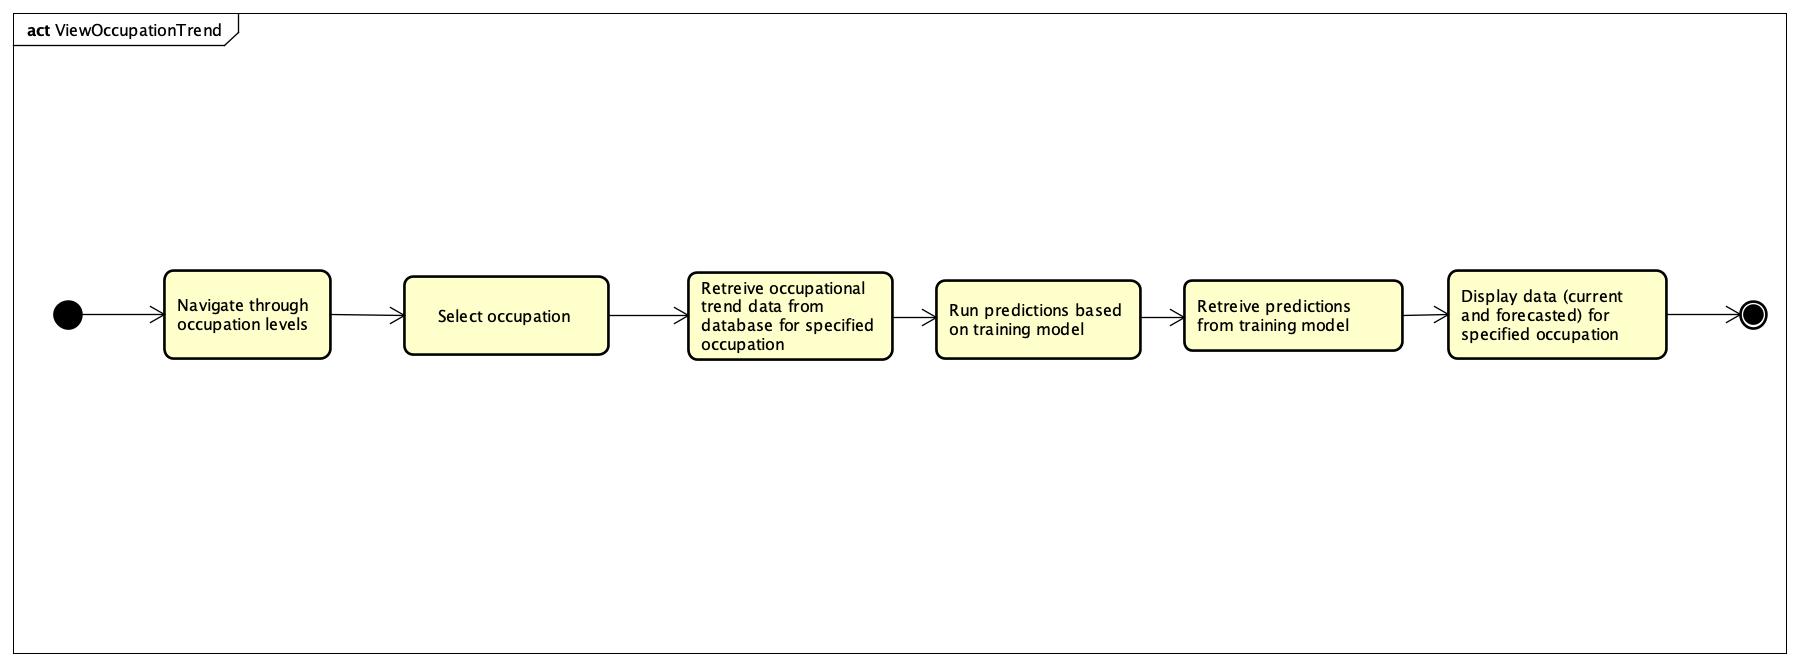 act ViewOccupationTrend
Navigate through
occupation levels
Select occupation
Retreive occupational
trend data from
database for specified
occupation
Run predictions based
on training model
Retreive predictions
from training model
Display data (current
and forecasted) for
specified occupation